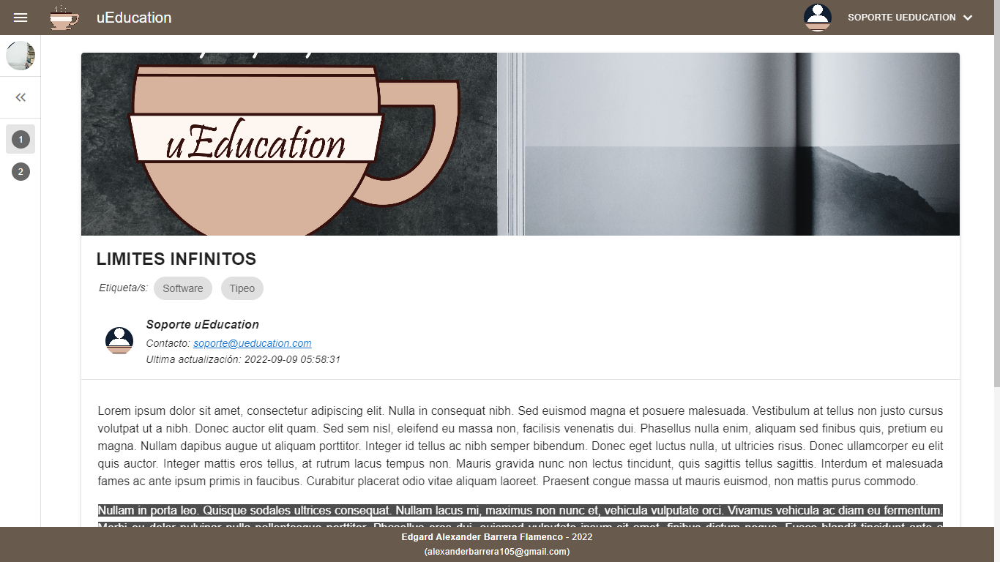 uEducation
SOPORTE UEDUCATION
1
2
uEducation
LIMITES INFINITOS
Etiqueta/s: Software Tipeo
Soporte uEducation
Contacto: soporte@ueducation.com
Ultima actualización: 2022-09-09 05:58:31
Lorem ipsum dolor sit amet, consectetur adipiscing elit. Nulla in consequat nibh. Sed euismod magna et posuere malesuada. Vestibulum at tellus non justo cursus
volutpat ut a nibh. Donec auctor elit quam. Sed sem nisl, eleifend eu massa non, facilisis venenatis dui. Phasellus nulla enim, aliquam sed finibus quis, pretium eu
magna. Nullam dapibus augue ut aliquam porttitor. Integer id tellus ac nibh semper bibendum. Donec eget luctus nulla, ut ultricies risus. Donec ullamcorper eu elit
quis auctor. Integer mattis eros tellus, at rutrum lacus tempus non. Mauris gravida nunc non lectus tincidunt, quis sagittis tellus sagittis. Interdum et malesuada
fames ac ante ipsum primis in faucibus. Curabitur placerat odio vitae aliquam laoreet. Praesent congue massa ut mauris euismod, non mattis purus commodo.
Nullam in porta leo. Quisque sodales ultrices consequat. Nullam lacus mi, maximus non nunc et, vehicula vulputate orci. Vivamus vehicula ac diam eu fermentum.
Edgard Alexander Barrera Flamenco - 2022
(alexanderbarrera105@gmail.com)